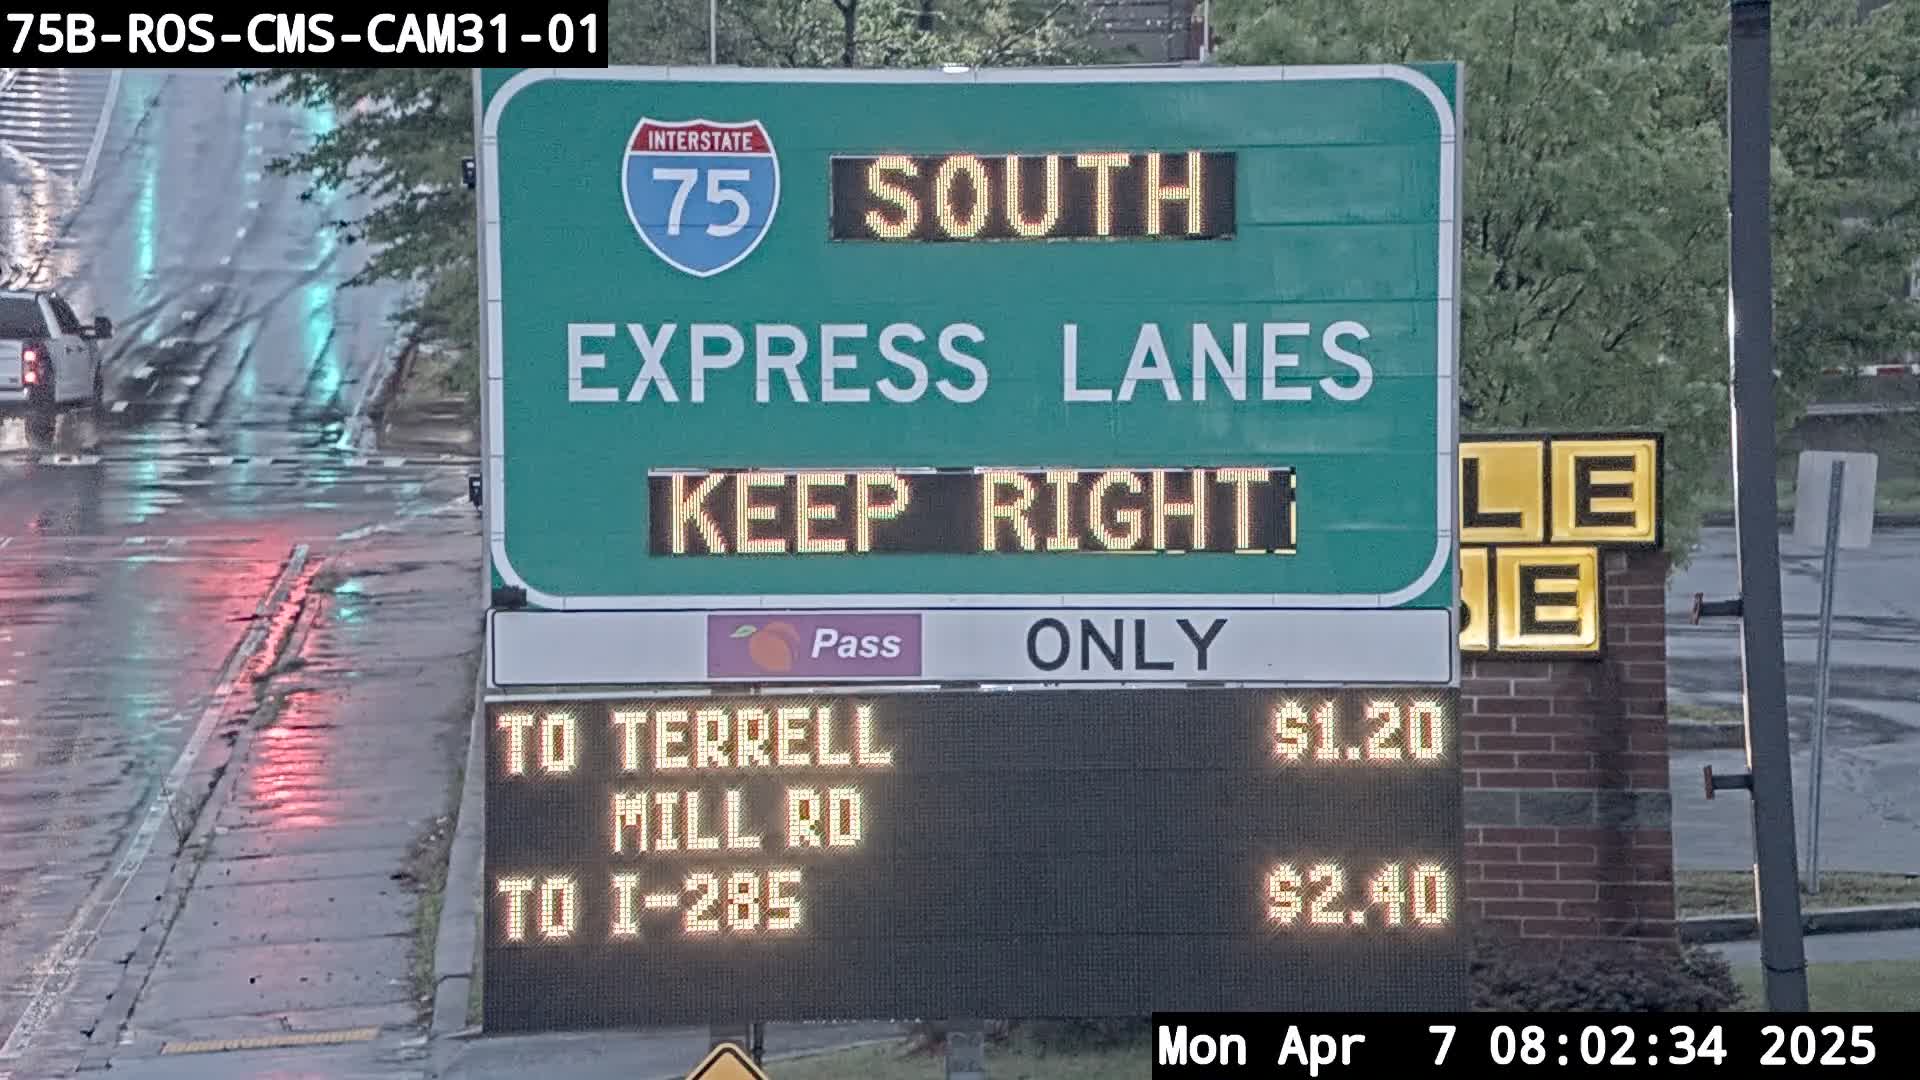 75B-ROS-CMS-CAM31-01
INTERSTATE
75
SOUTH
EXPRESS LANES
KEEP RIGHT
Pass ONLY
TO TERRELL $1.20
MILL RD
TO I-285 $2.40
LE
E
Mon Apr 7 08:02:34 2025